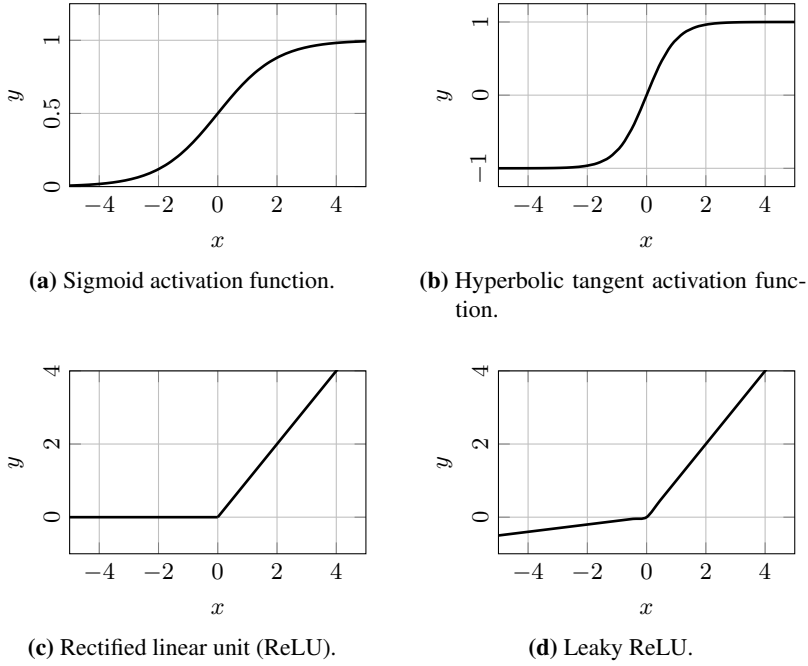 1
0.5
0
y
−4 −2 0 2 4
x
(a) Sigmoid activation function.
1
0
−1
y
−4 −2 0 2 4
x
(b) Hyperbolic tangent activation func-
tion.
4
2
0
y
−4 −2 0 2 4
x
(c) Rectified linear unit (ReLU).
4
2
0
y
−4 −2 0 2 4
x
(d) Leaky ReLU.